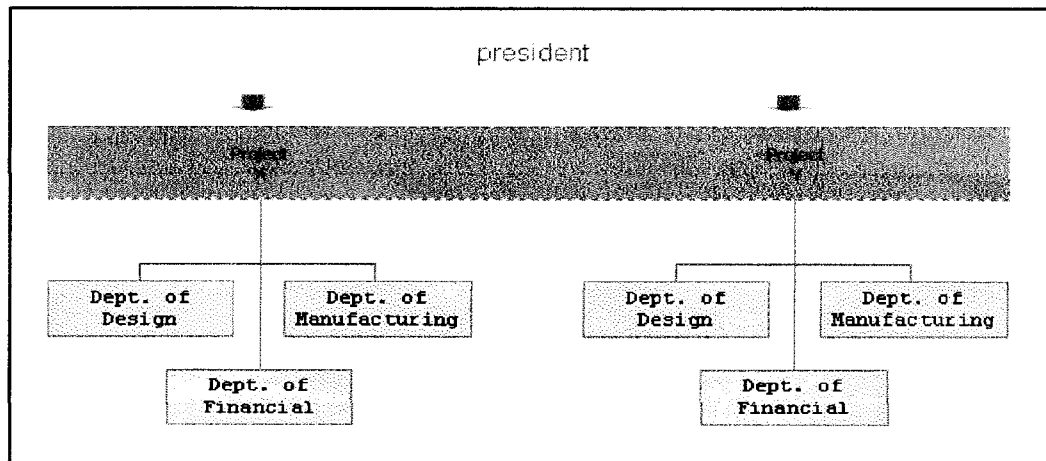 president
Project
X
Project
Y
Dept. of
Design
Dept. of
Manufacturing
Dept. of
Financial
Dept. of
Design
Dept. of
Manufacturing
Dept. of
Financial